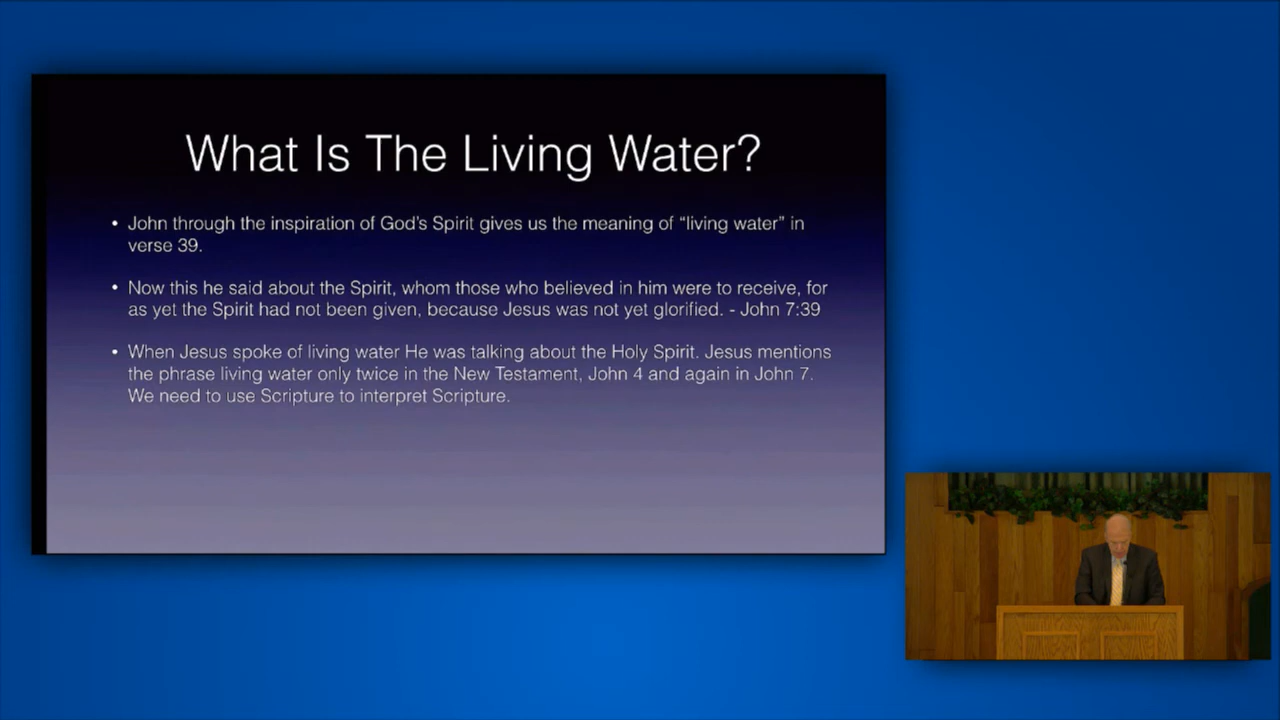 What Is The Living Water?
• John through the inspiration of God's Spirit gives us the meaning of “living water” in
verse 39.
• Now this he said about the Spirit, whom those who believed in him were to receive, for
as yet the Spirit had not been given, because Jesus was not yet glorified. - John 7:39
• When Jesus spoke of living water He was talking about the Holy Spirit. Jesus mentions
the phrase living water only twice in the New Testament, John 4 and again in John 7.
We need to use Scripture to interpret Scripture.